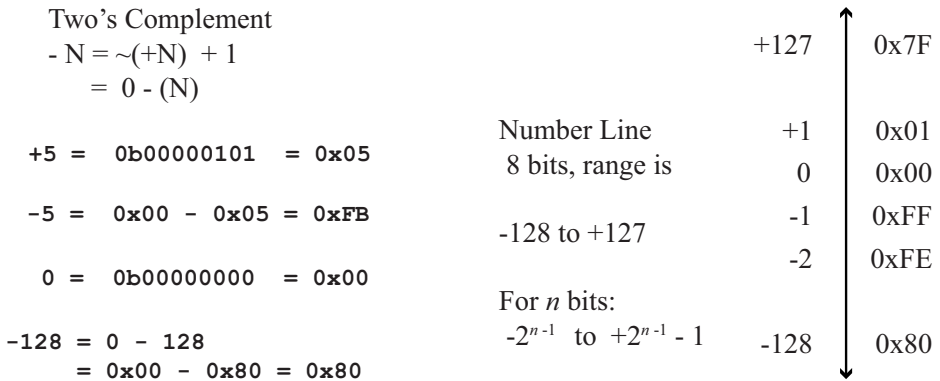 Two’s Complement
- N = ~(+N) + 1
= 0 - (N)
+5 = 0b00000101 = 0x05
-5 = 0x00 - 0x05 = 0xFB
0 = 0b00000000 = 0x00
-128 = 0 - 128
= 0x00 - 0x80 = 0x80
Number Line
8 bits, range is
-128 to +127
For n bits:
-2ⁿ⁻¹ to +2ⁿ⁻¹ - 1
+127 0x7F
+1 0x01
0 0x00
-1 0xFF
-2 0xFE
-128 0x80